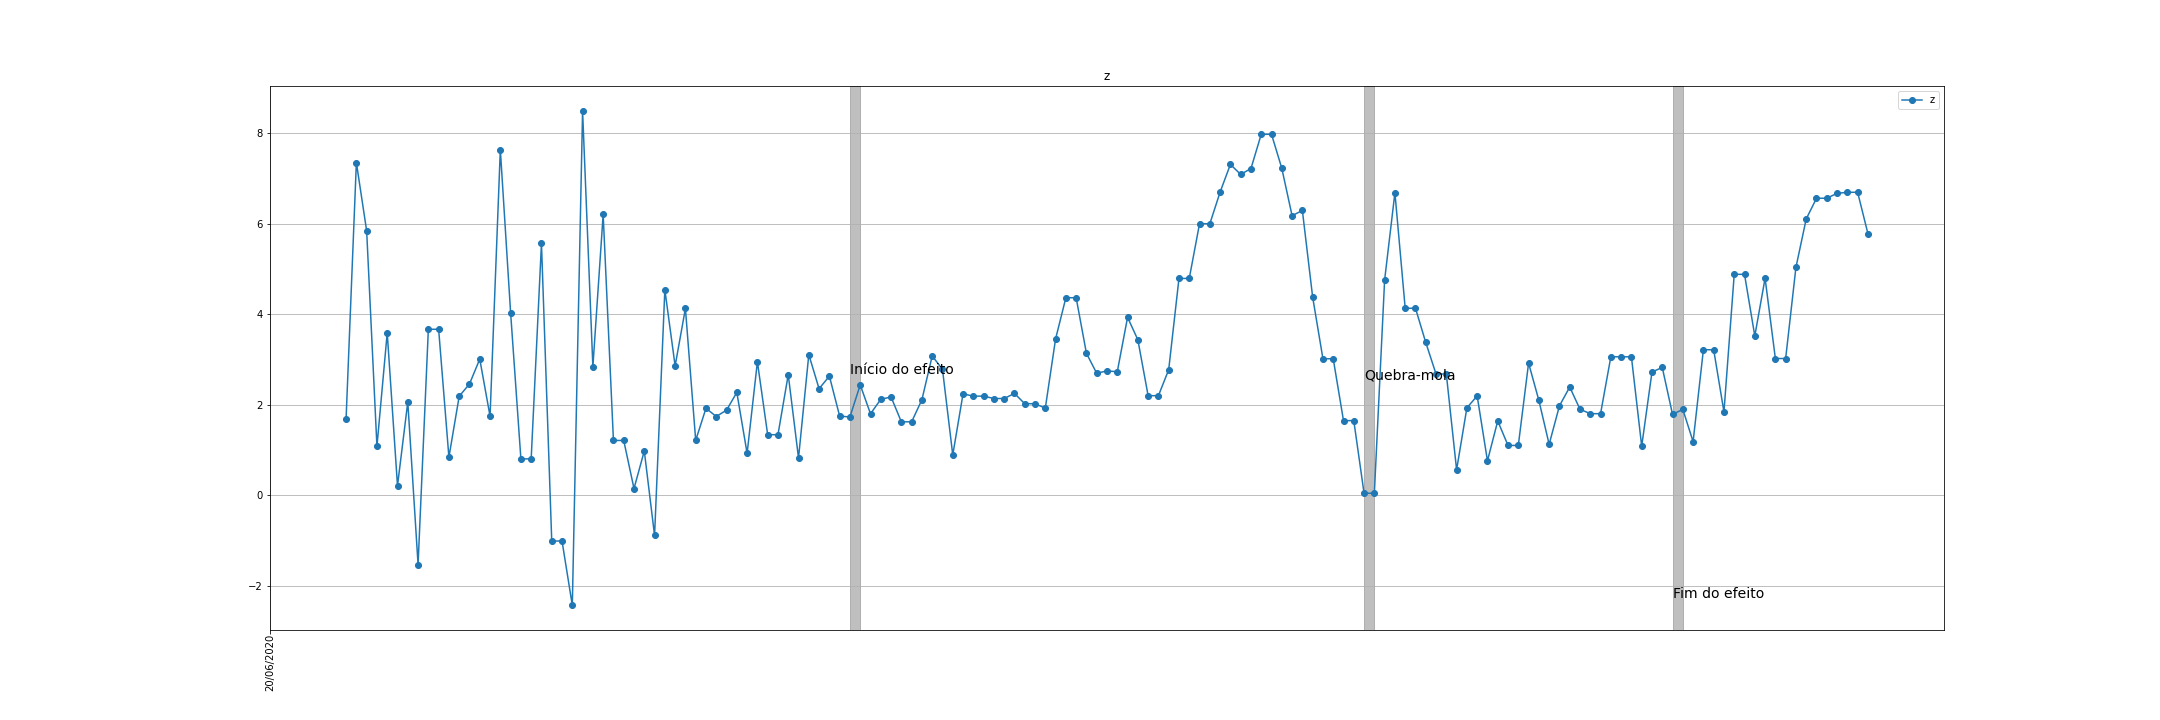 z
z
8
6
4
2
0
−2
Início do efeito
Quebra-mola
Fim do efeito
20/06/2020